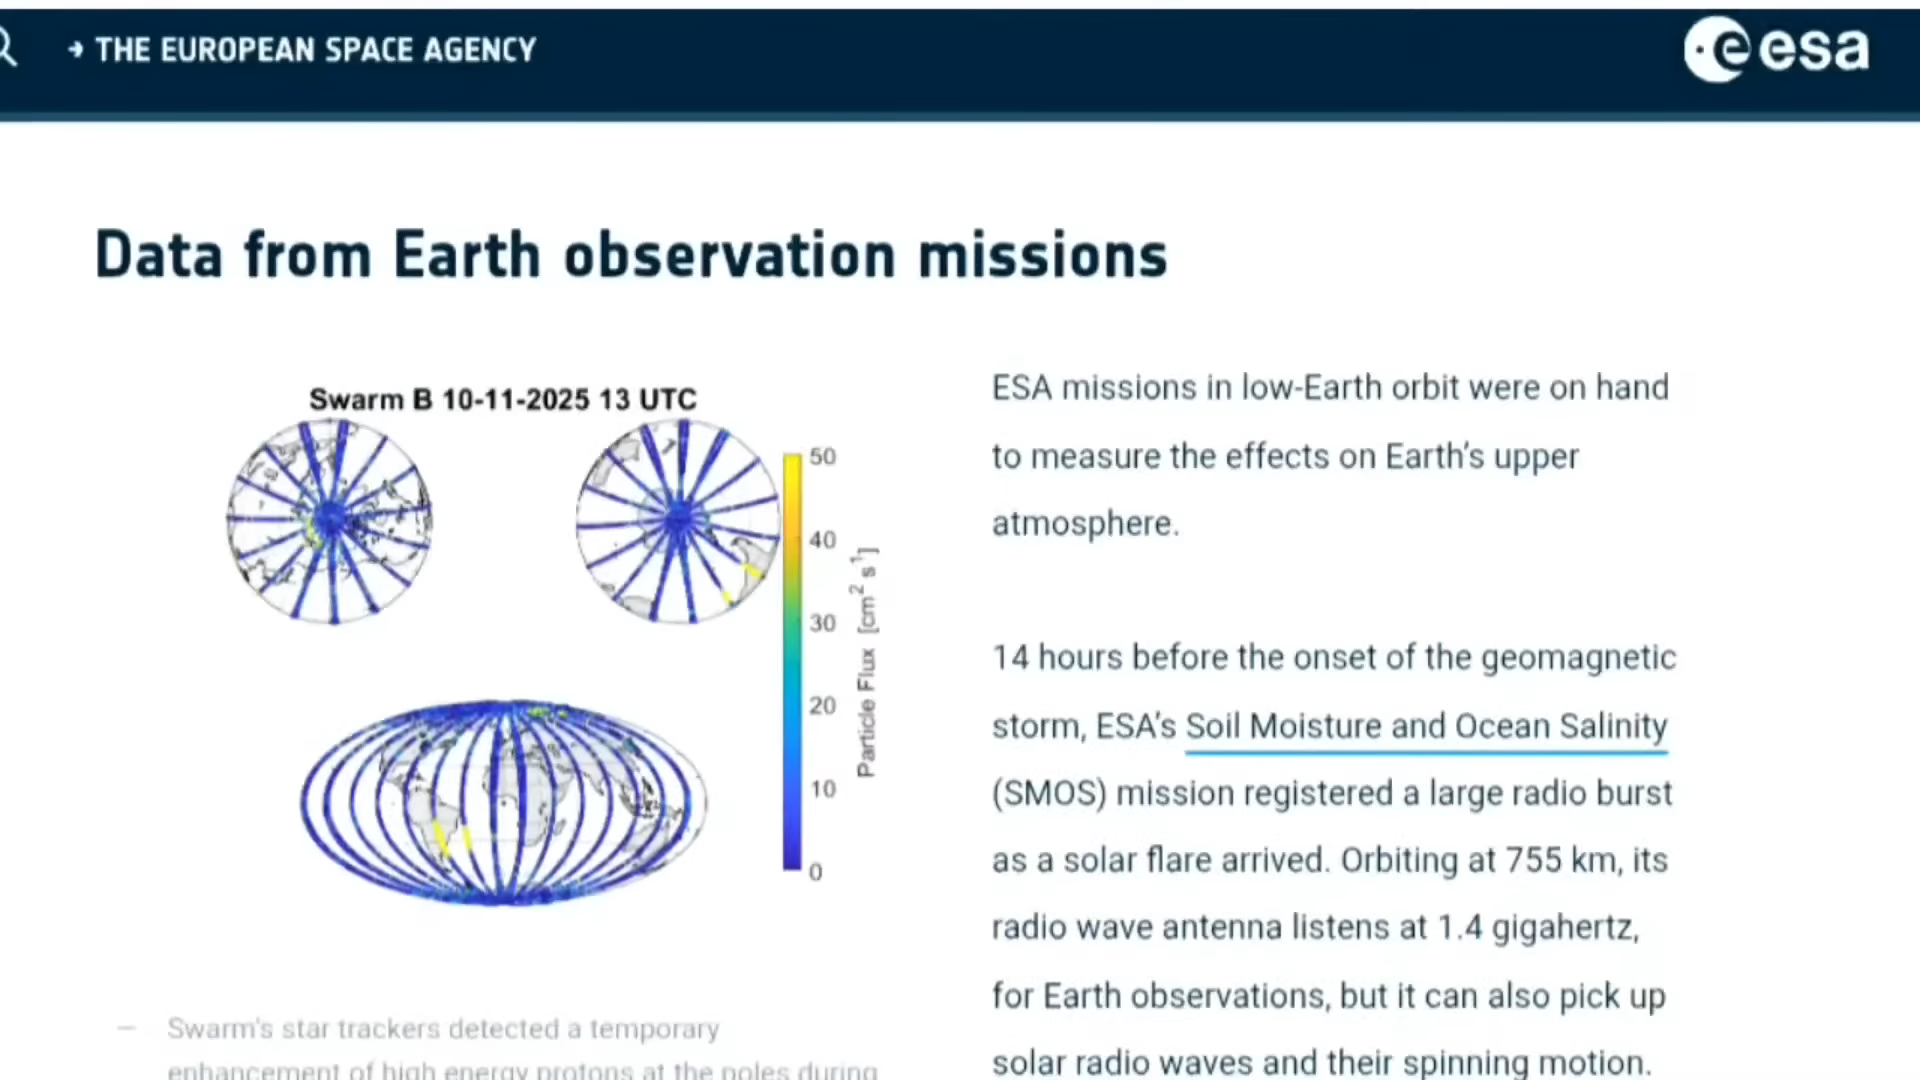 → THE EUROPEAN SPACE AGENCY
esa
Data from Earth observation missions
Swarm B 10-11-2025 13 UTC
50
40
30
20
10
0
Particle Flux [cm² s¹]
— Swarm's star trackers detected a temporary
enhancement of high energy protons at the poles during
ESA missions in low-Earth orbit were on hand
to measure the effects on Earth's upper
atmosphere.
14 hours before the onset of the geomagnetic
storm, ESA's Soil Moisture and Ocean Salinity
(SMOS) mission registered a large radio burst
as a solar flare arrived. Orbiting at 755 km, its
radio wave antenna listens at 1.4 gigahertz,
for Earth observations, but it can also pick up
solar radio waves and their spinning motion.